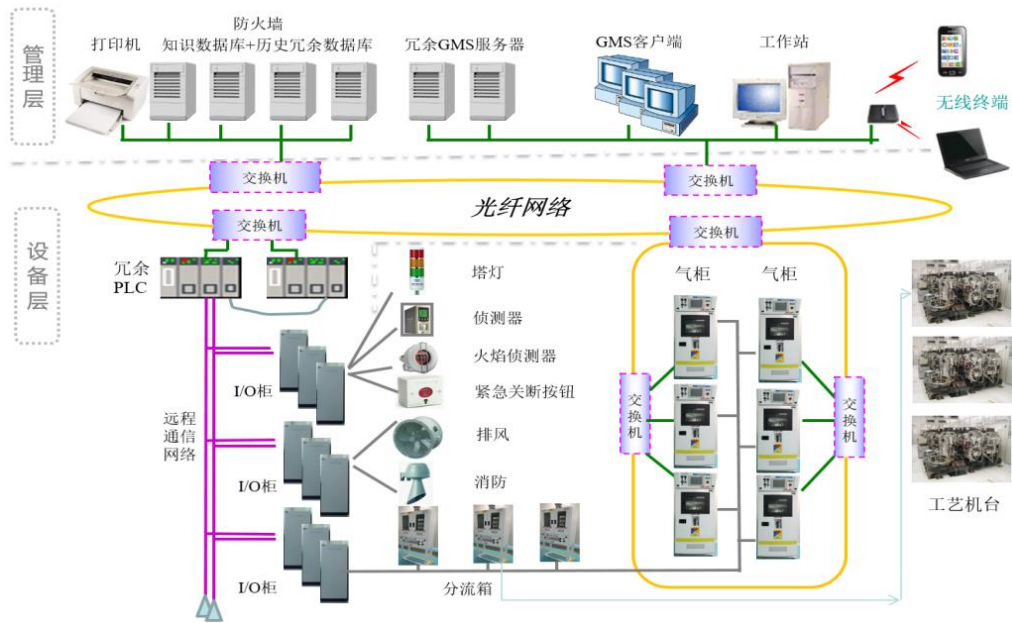 管理层
打印机
防火墙
知识数据库+历史冗余数据库
冗余GMS服务器
GMS客户端
工作站
无线终端
交换机
交换机
光纤网络
交换机
交换机
设备层
冗余
PLC
塔灯
气柜
气柜
侦测器
火焰侦测器
I/O柜
紧急关断按钮
交换机
交换机
远程
通信
网络
排风
I/O柜
消防
工艺机台
I/O柜
分流箱